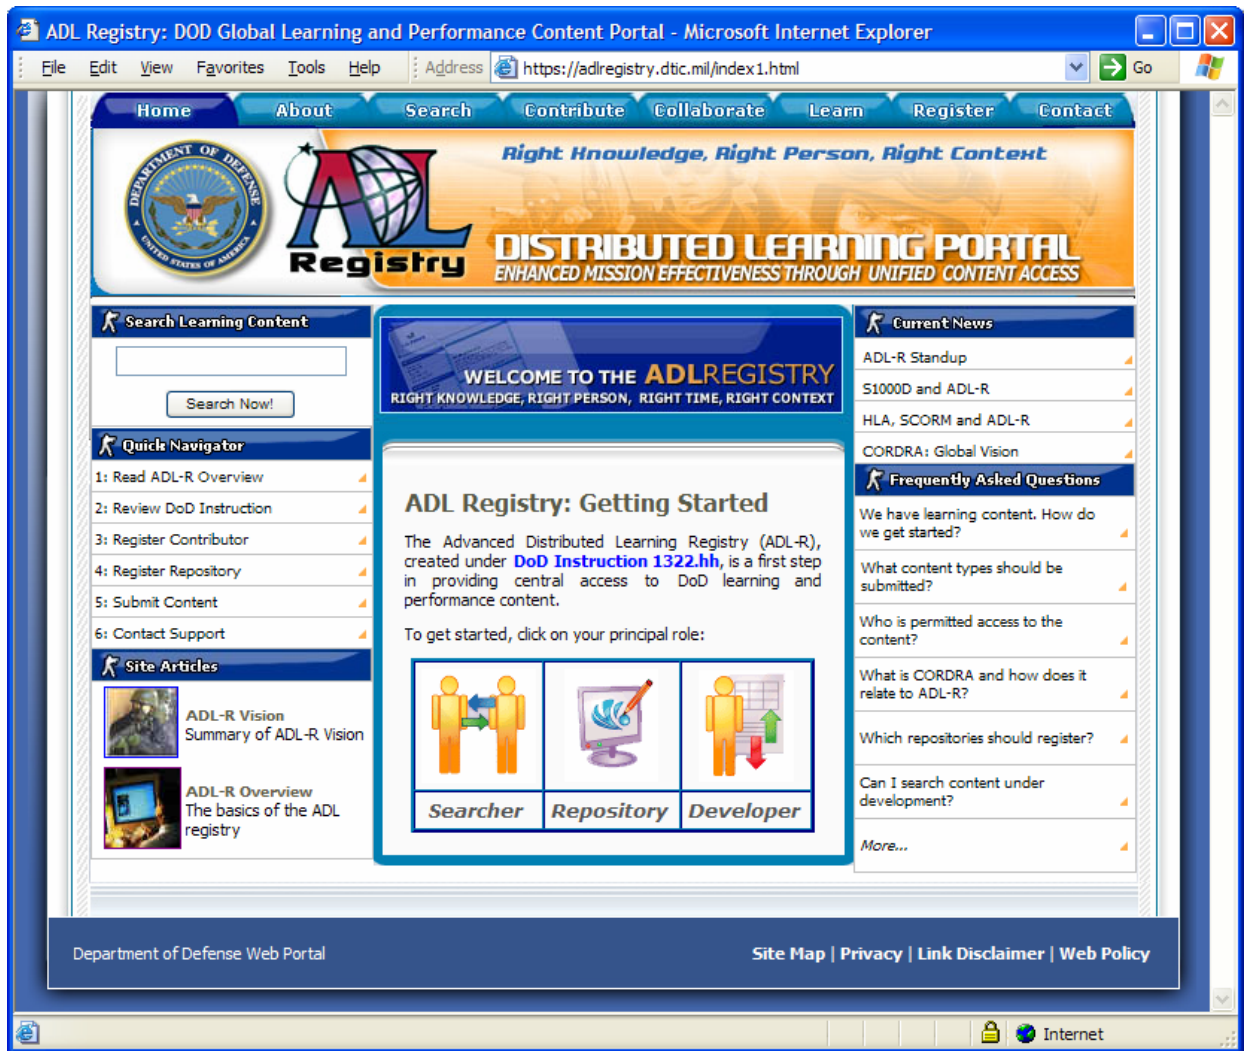 ADL Registry: DOD Global Learning and Performance Content Portal - Microsoft Internet Explorer
File Edit View Favorites Tools Help Address https://adlregistry.dtic.mil/index1.html Go
Home About Search Contribute Collaborate Learn Register Contact
DEPARTMENT OF DEFENSE
UNITED STATES OF AMERICA
ADL
Registry
Right Knowledge, Right Person, Right Context
DISTRIBUTED LEARNING PORTAL
ENHANCED MISSION EFFECTIVENESS THROUGH UNIFIED CONTENT ACCESS
Search Learning Content
Search Now!
Quick Navigator
1: Read ADL-R Overview
2: Review DoD Instruction
3: Register Contributor
4: Register Repository
5: Submit Content
6: Contact Support
Site Articles
ADL-R Vision
Summary of ADL-R Vision
ADL-R Overview
The basics of the ADL
registry
WELCOME TO THE ADLREGISTRY
RIGHT KNOWLEDGE, RIGHT PERSON, RIGHT TIME, RIGHT CONTEXT
ADL Registry: Getting Started
The Advanced Distributed Learning Registry (ADL-R),
created under DoD Instruction 1322.hh, is a first step
in providing central access to DoD learning and
performance content.
To get started, click on your principal role:
Searcher Repository Developer
Current News
ADL-R Standup
S1000D and ADL-R
HLA, SCORM and ADL-R
CORDRA: Global Vision
Frequently Asked Questions
We have learning content. How do
we get started?
What content types should be
submitted?
Who is permitted access to the
content?
What is CORDRA and how does it
relate to ADL-R?
Which repositories should register?
Can I search content under
development?
More...
Department of Defense Web Portal
Site Map | Privacy | Link Disclaimer | Web Policy
Internet